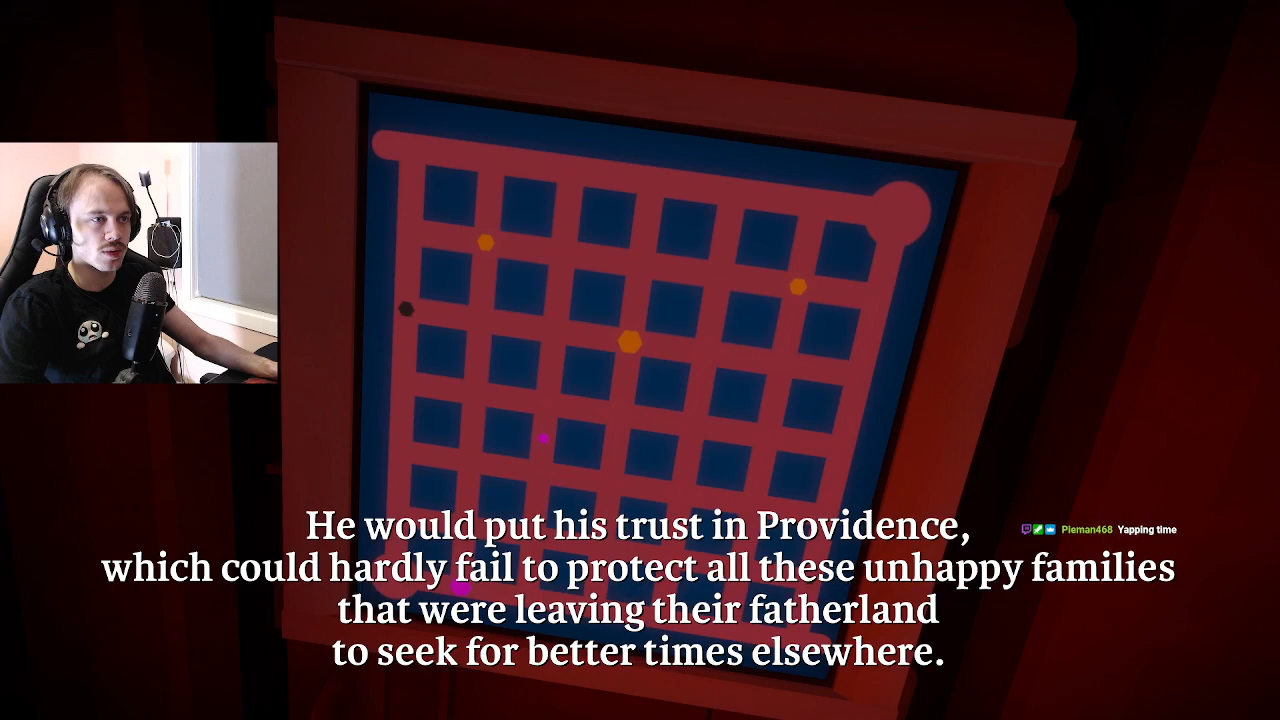 He would put his trust in Providence,
Pieman468 Yapping time
which could hardly fail to protect all these unhappy families
that were leaving their fatherland
to seek for better times elsewhere.